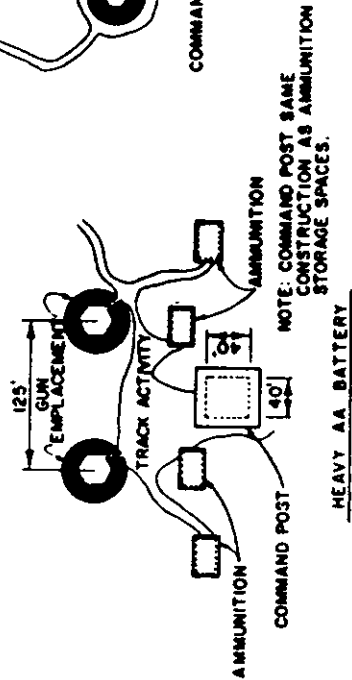 COMMAN
125'
GUN
EMPLACEMENT
TRACK ACTIVITY
AMMUNITION
40'
40'
NOTE: COMMAND POST SAME
CONSTRUCTION AS AMMUNITION
STORAGE SPACES.
AMMUNITION
COMMAND POST
HEAVY AA BATTERY